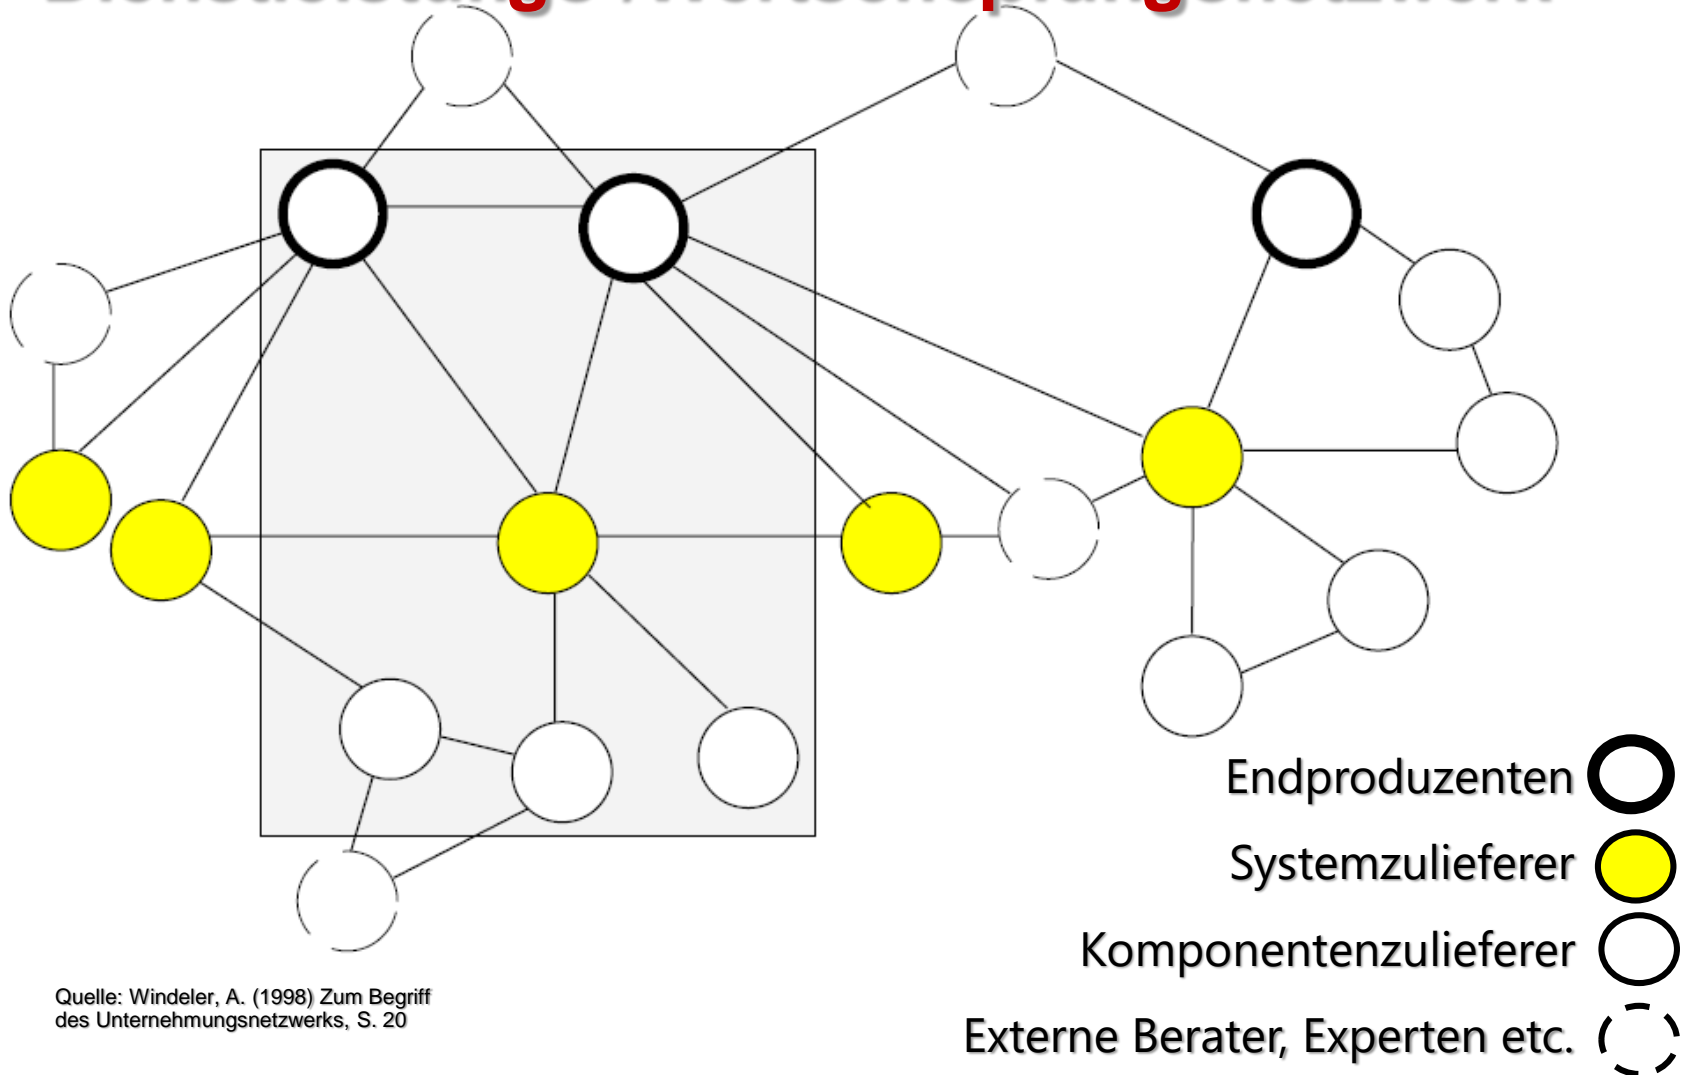 Endproduzenten
Systemzulieferer
Komponentenzulieferer
Quelle: Windeler, A. (1998) Zum Begriff
des Unternehmungsnetzwerks, S. 20
Externe Berater, Experten etc.